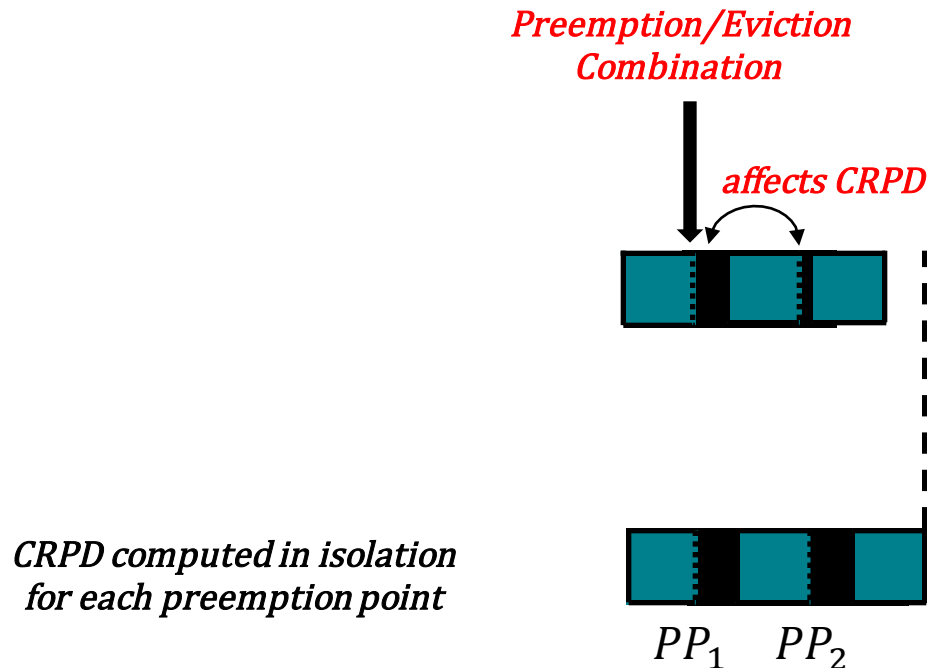 Preemption/Eviction
Combination
affects CRPD
CRPD computed in isolation
for each preemption point
PP₁ PP₂